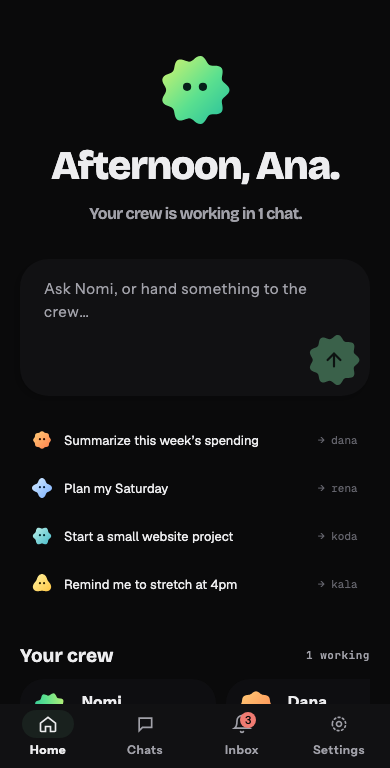 Afternoon, Ana.
Your crew is working in 1 chat.
Ask Nomi, or hand something to the
crew…
Summarize this week’s spending → dana
Plan my Saturday → rena
Start a small website project → koda
Remind me to stretch at 4pm → kala
Your crew 1 working
Nomi Dana
3
Home Chats Inbox Settings